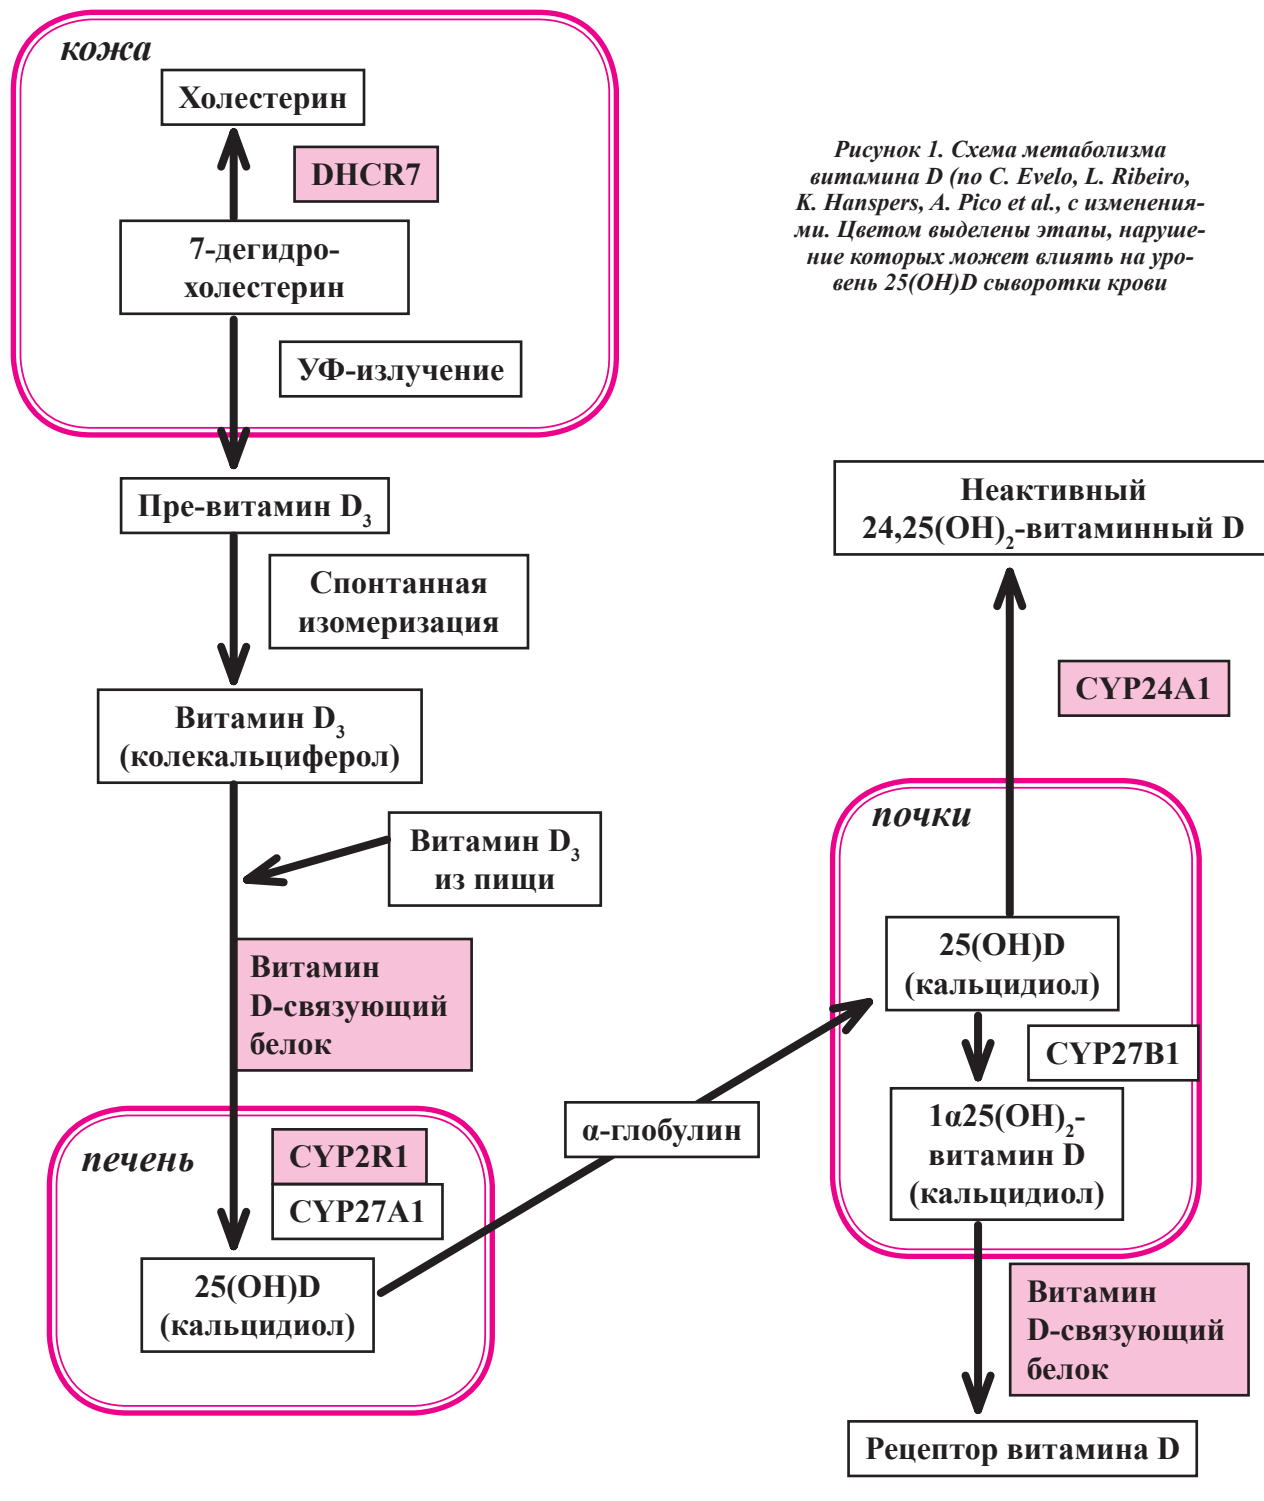 кожа
Холестерин
DHCR7
7-дегидро-
холестерин
УФ-излучение
Рисунок 1. Схема метаболизма
витамина D (по C. Evelo, L. Ribeiro,
K. Hanspers, A. Pico et al., с изменения-
ми. Цветом выделены этапы, наруше-
ние которых может влиять на уро-
вень 25(OH)D сыворотки крови
Пре-витамин D₃
Спонтанная
изомеризация
Витамин D₃
(колекальциферол)
Витамин D₃
из пищи
Витамин
D-связующий
белок
печень
CYP2R1
CYP27A1
25(OH)D
(кальцидиол)
α-глобулин
Неактивный
24,25(OH)₂-витаминный D
CYP24A1
почки
25(OH)D
(кальцидиол)
CYP27B1
1α25(OH)₂-
витамин D
(кальцидиол)
Витамин
D-связующий
белок
Рецептор витамина D